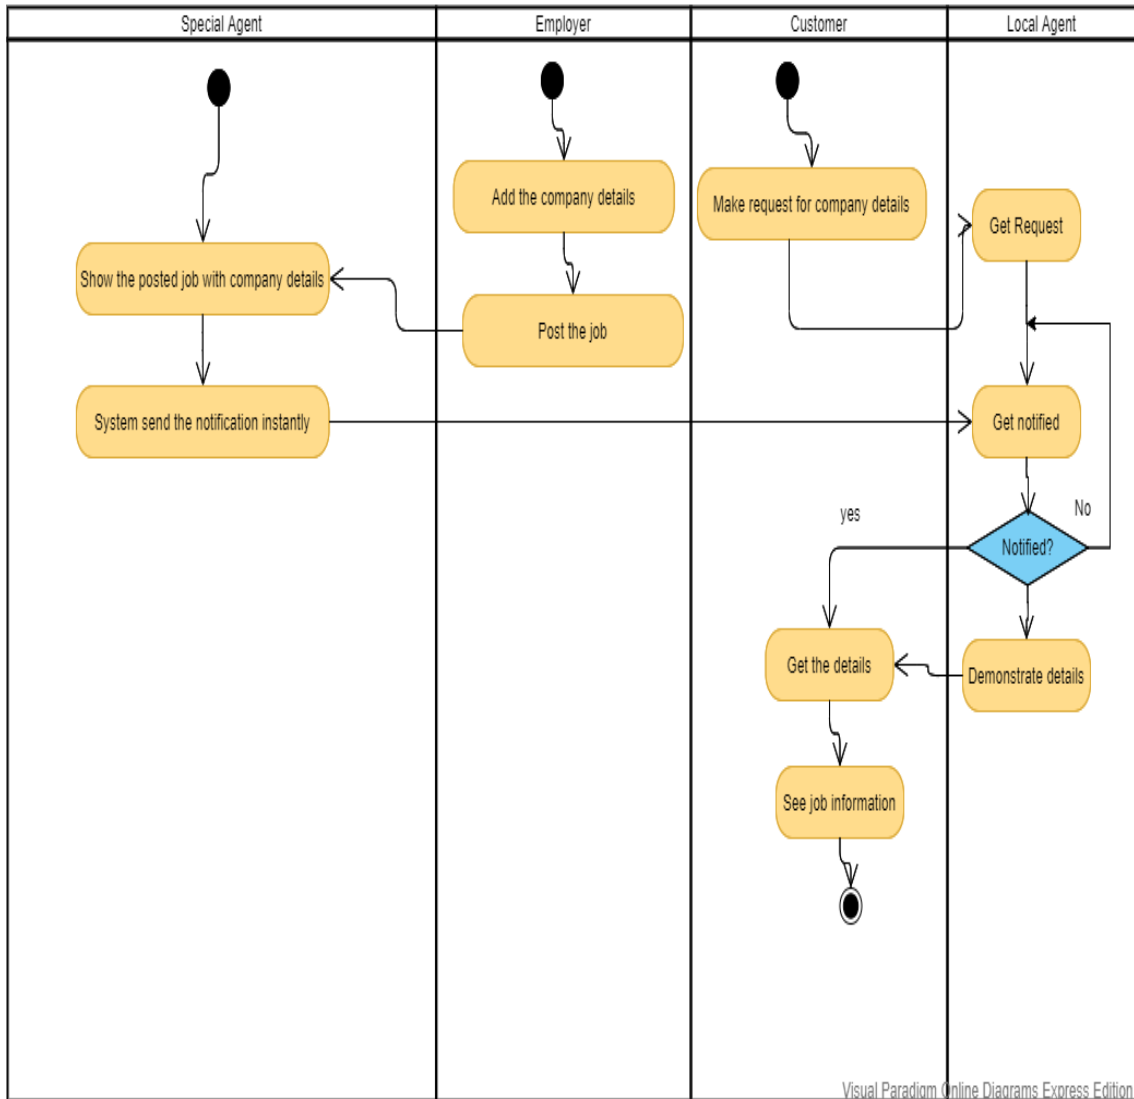 Special Agent
Employer
Customer
Local Agent
Add the company details
Make request for company details
Get Request
Show the posted job with company details
Post the job
System send the notification instantly
Get notified
yes
No
Notified?
Get the details
Demonstrate details
See job information
Visual Paradigm Online Diagrams Express Edition